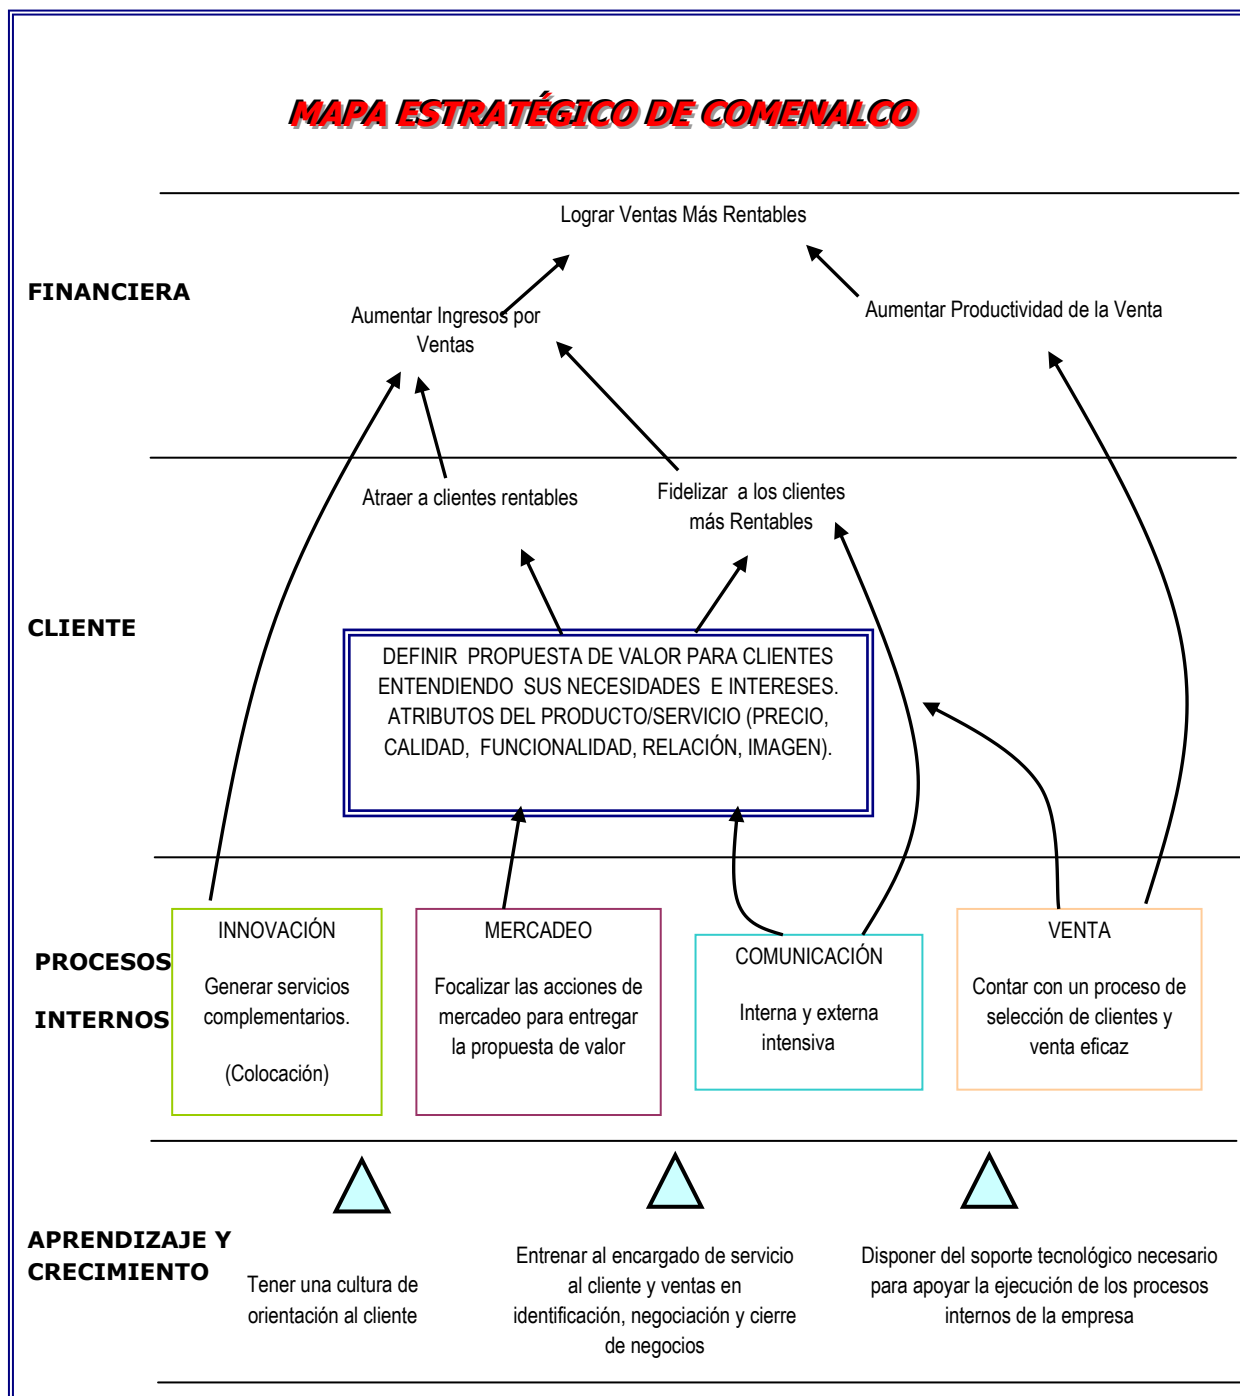 MAPA ESTRATÉGICO DE COMENALCO
Lograr Ventas Más Rentables
FINANCIERA
Aumentar Ingresos por
Ventas
Aumentar Productividad de la Venta
Atraer a clientes rentables
Fidelizar a los clientes
más Rentables
CLIENTE
DEFINIR PROPUESTA DE VALOR PARA CLIENTES
ENTENDIENDO SUS NECESIDADES E INTERESES.
ATRIBUTOS DEL PRODUCTO/SERVICIO (PRECIO,
CALIDAD, FUNCIONALIDAD, RELACIÓN, IMAGEN).
PROCESOS
INTERNOS
INNOVACIÓN
Generar servicios
complementarios.
(Colocación)
MERCADEO
Focalizar las acciones de
mercadeo para entregar
la propuesta de valor
COMUNICACIÓN
Interna y externa
intensiva
VENTA
Contar con un proceso de
selección de clientes y
venta eficaz
APRENDIZAJE Y
CRECIMIENTO
Tener una cultura de
orientación al cliente
Entrenar al encargado de servicio
al cliente y ventas en
identificación, negociación y cierre
de negocios
Disponer del soporte tecnológico necesario
para apoyar la ejecución de los procesos
internos de la empresa